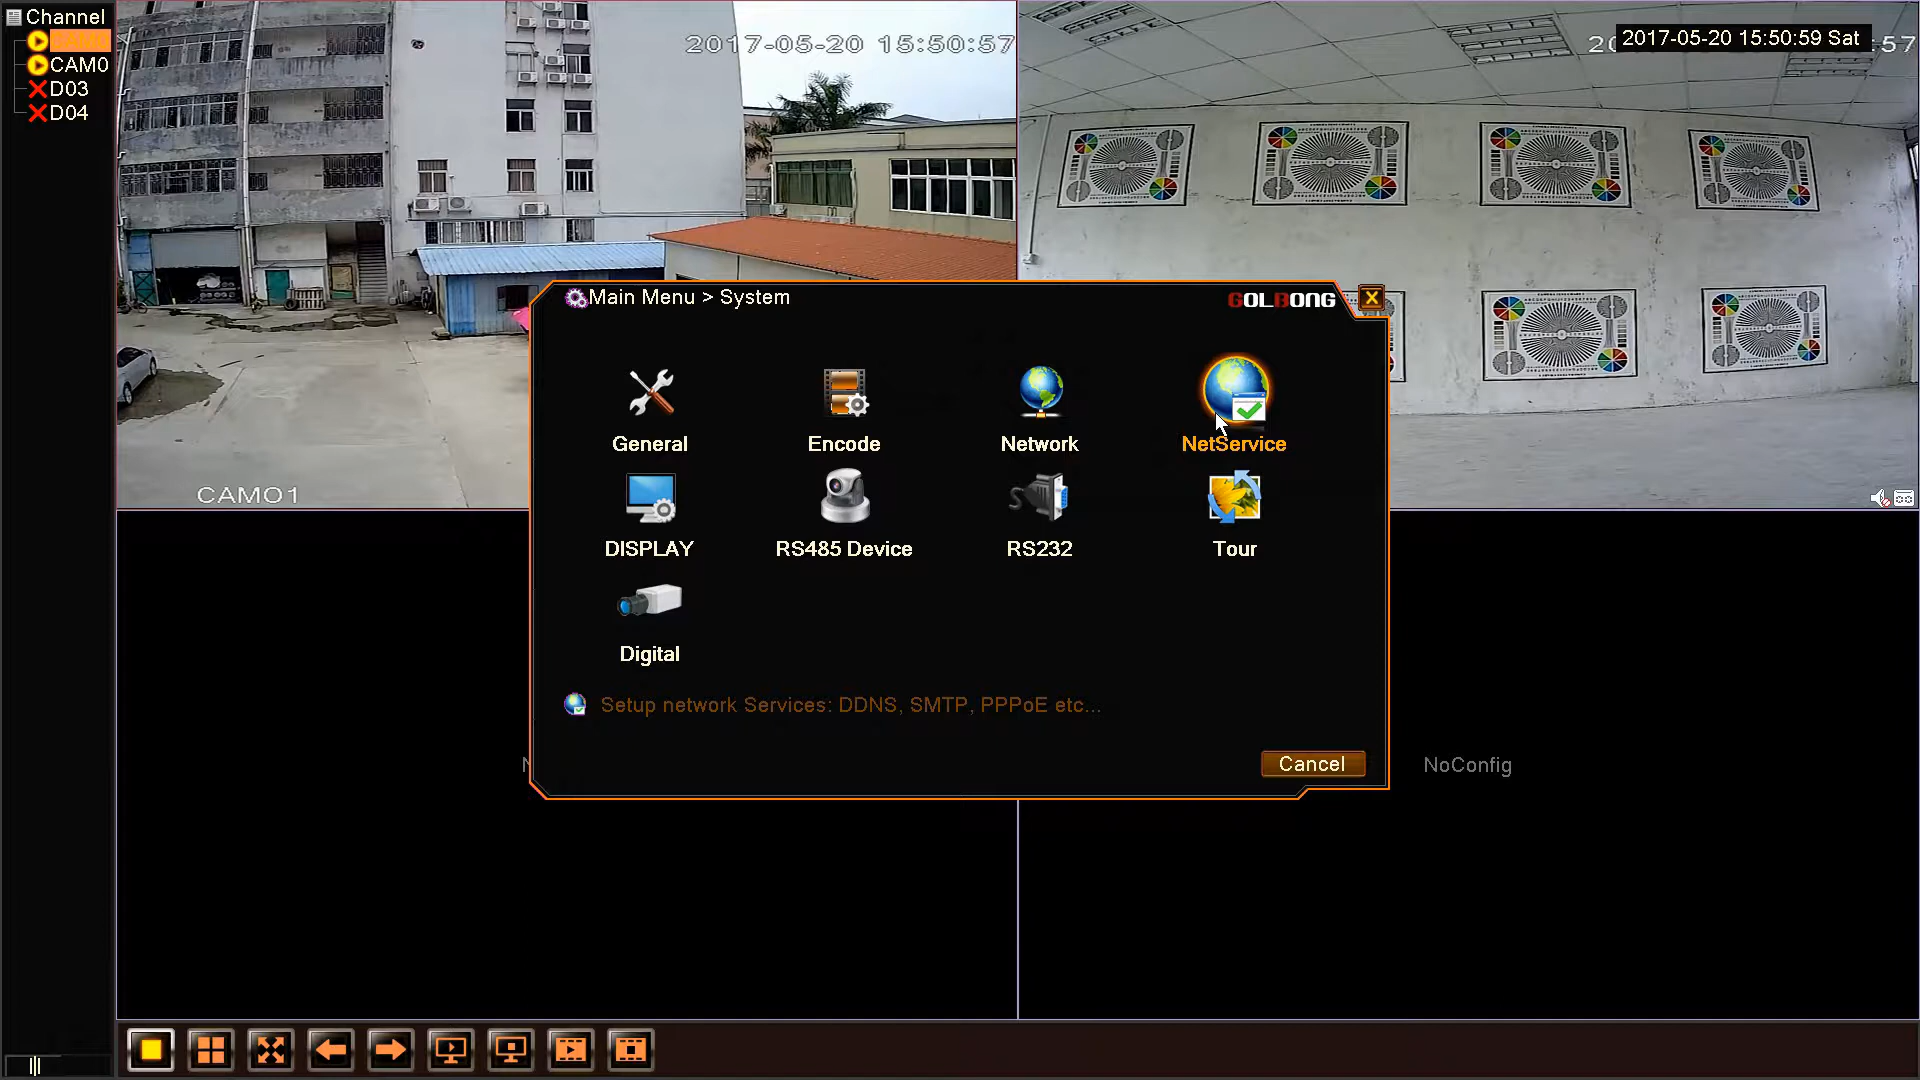 Channel
CAM0
D03
D04
2017-05-20 15:50:57
2017-05-20 15:50:59 Sat
:57
CAM01
Main Menu > System
GOLBONG
X
General
Encode
Network
NetService
DISPLAY
RS485 Device
RS232
Tour
Digital
Setup network Services: DDNS, SMTP, PPPoE etc...
Cancel
NoConfig